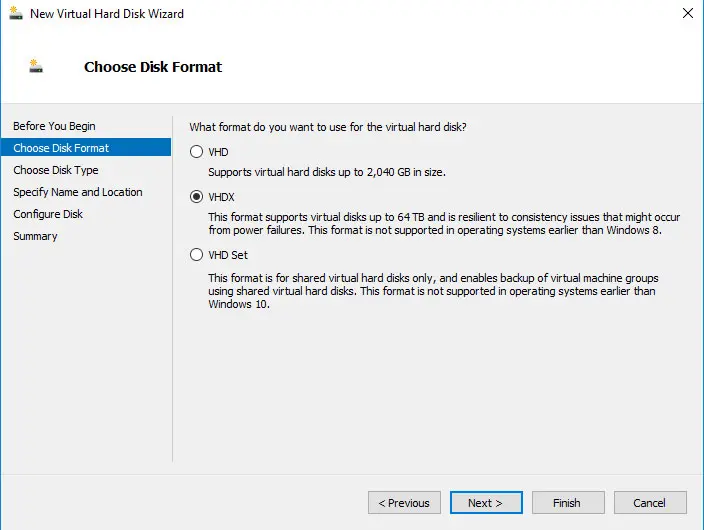 New Virtual Hard Disk Wizard
Choose Disk Format
Before You Begin
Choose Disk Format
Choose Disk Type
Specify Name and Location
Configure Disk
Summary
What format do you want to use for the virtual hard disk?
VHD
Supports virtual hard disks up to 2,040 GB in size.
VHDX
This format supports virtual disks up to 64 TB and is resilient to consistency issues that might occur
from power failures. This format is not supported in operating systems earlier than Windows 8.
VHD Set
This format is for shared virtual hard disks only, and enables backup of virtual machine groups
using shared virtual hard disks. This format is not supported in operating systems earlier than
Windows 10.
< Previous
Next >
Finish
Cancel